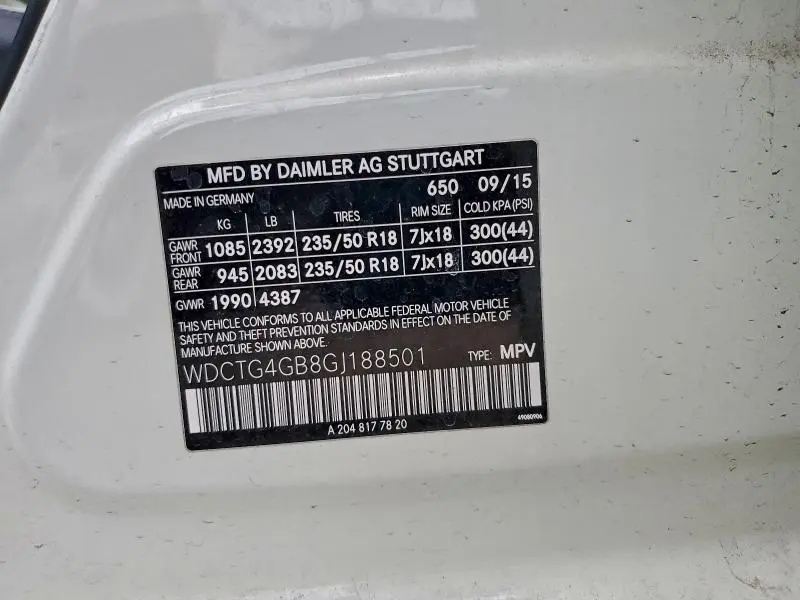 MFD BY DAIMLER AG STUTTGART
MADE IN GERMANY 650 09/15
KG LB TIRES RIM SIZE COLD KPA (PSI)
GAWR FRONT 1085 2392 235/50 R18 7Jx18 300(44)
GAWR REAR 945 2083 235/50 R18 7Jx18 300(44)
GVWR 1990 4387
THIS VEHICLE CONFORMS TO ALL APPLICABLE FEDERAL MOTOR VEHICLE
SAFETY AND THEFT PREVENTION STANDARDS IN EFFECT ON THE DATE OF
MANUFACTURE SHOWN ABOVE.
WDCTG4GB8GJ188501 TYPE: MPV
A 204 817 78 20 49080906